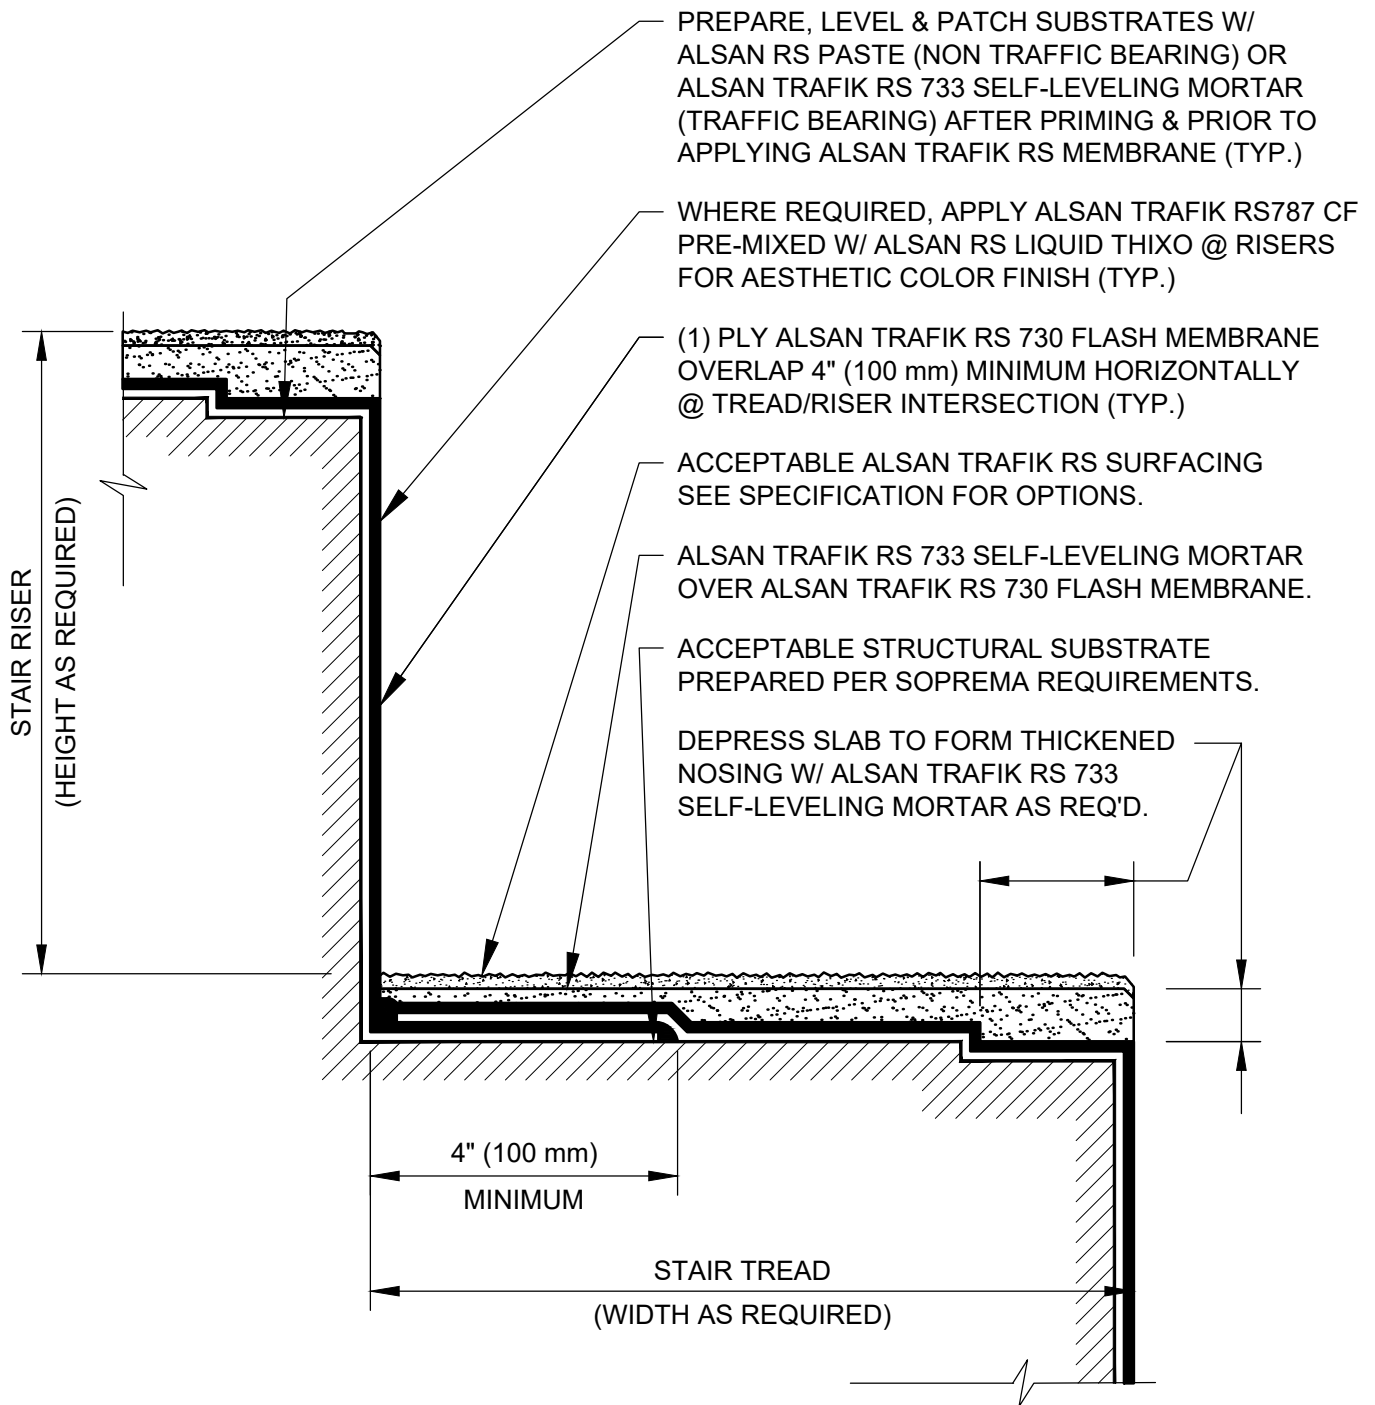 PREPARE, LEVEL & PATCH SUBSTRATES W/
ALSAN RS PASTE (NON TRAFFIC BEARING) OR
ALSAN TRAFIK RS 733 SELF-LEVELING MORTAR
(TRAFFIC BEARING) AFTER PRIMING & PRIOR TO
APPLYING ALSAN TRAFIK RS MEMBRANE (TYP.)
WHERE REQUIRED, APPLY ALSAN TRAFIK RS787 CF
PRE-MIXED W/ ALSAN RS LIQUID THIXO @ RISERS
FOR AESTHETIC COLOR FINISH (TYP.)
(1) PLY ALSAN TRAFIK RS 730 FLASH MEMBRANE
OVERLAP 4" (100 mm) MINIMUM HORIZONTALLY
@ TREAD/RISER INTERSECTION (TYP.)
ACCEPTABLE ALSAN TRAFIK RS SURFACING
SEE SPECIFICATION FOR OPTIONS.
ALSAN TRAFIK RS 733 SELF-LEVELING MORTAR
OVER ALSAN TRAFIK RS 730 FLASH MEMBRANE.
ACCEPTABLE STRUCTURAL SUBSTRATE
PREPARED PER SOPREMA REQUIREMENTS.
DEPRESS SLAB TO FORM THICKENED
NOSING W/ ALSAN TRAFIK RS 733
SELF-LEVELING MORTAR AS REQ'D.
STAIR RISER
(HEIGHT AS REQUIRED)
4" (100 mm)
MINIMUM
STAIR TREAD
(WIDTH AS REQUIRED)